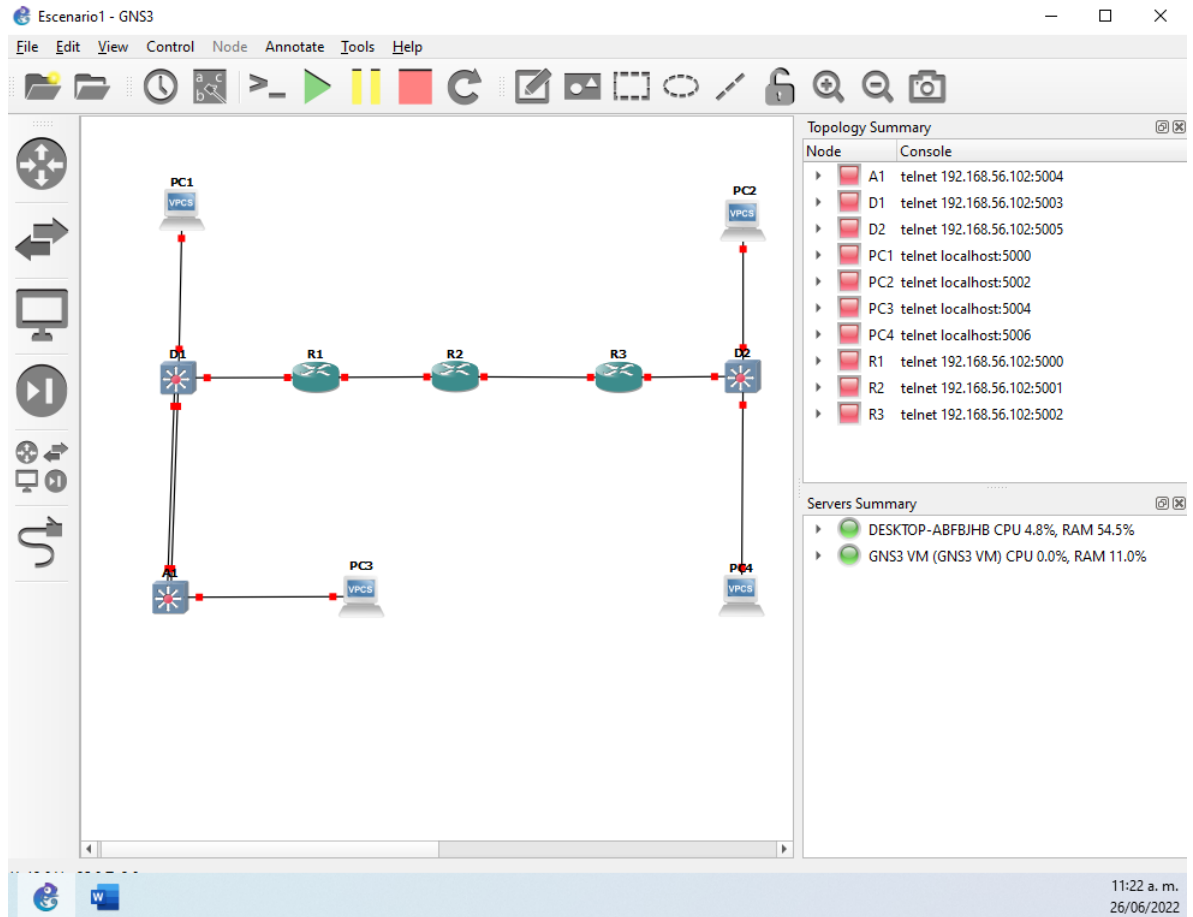 Escenario1 - GNS3
File Edit View Control Node Annotate Tools Help
PC1
VPCS
PC2
VPCS
D1
R1
R2
R3
D2
A1
PC3
VPCS
PC4
VPCS
Topology Summary
Node Console
A1 telnet 192.168.56.102:5004
D1 telnet 192.168.56.102:5003
D2 telnet 192.168.56.102:5005
PC1 telnet localhost:5000
PC2 telnet localhost:5002
PC3 telnet localhost:5004
PC4 telnet localhost:5006
R1 telnet 192.168.56.102:5000
R2 telnet 192.168.56.102:5001
R3 telnet 192.168.56.102:5002
Servers Summary
DESKTOP-ABFBJHB CPU 4.8%, RAM 54.5%
GNS3 VM (GNS3 VM) CPU 0.0%, RAM 11.0%
11:22 a. m.
26/06/2022